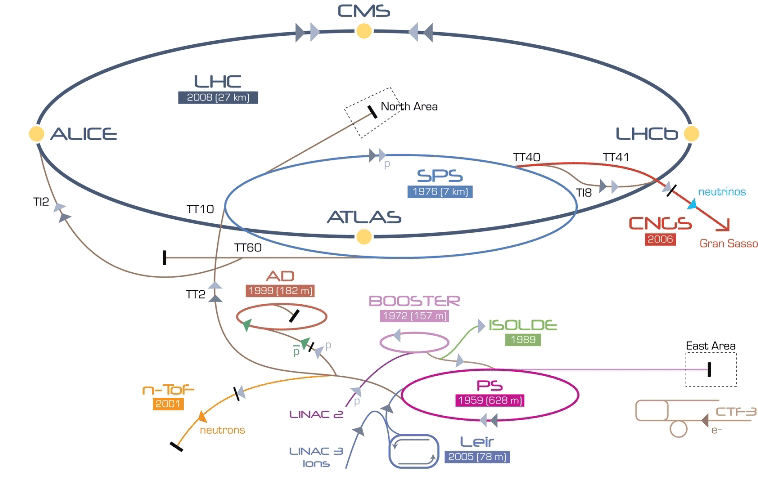 CMS
LHC
2008 (27 km)
North Area
ALICE
LHCb
p
TT40
TT41
SPS
1976 (7 km)
TI8
neutrinos
TI2
TT10
ATLAS
CNGS
2006
Gran Sasso
TT60
AD
1999 (182 m)
TT2
BOOSTER
1972 (157 m)
ISOLDE
1989
p
p
East Area
n-ToF
2001
PS
1959 (628 m)
p
LINAC 2
neutrons
CTF-3
e-
LINAC 3
Ions
Leir
2005 (78 m)